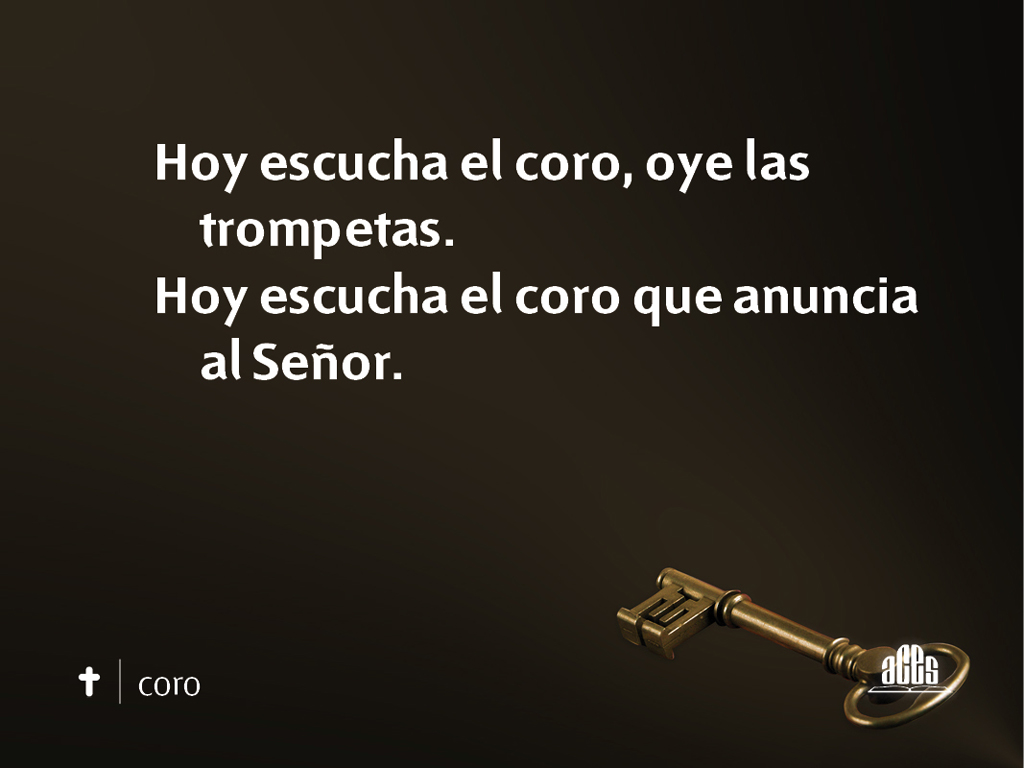 Hoy escucha el coro, oye las
trompetas.
Hoy escucha el coro que anuncia
al Señor.
coro
aces